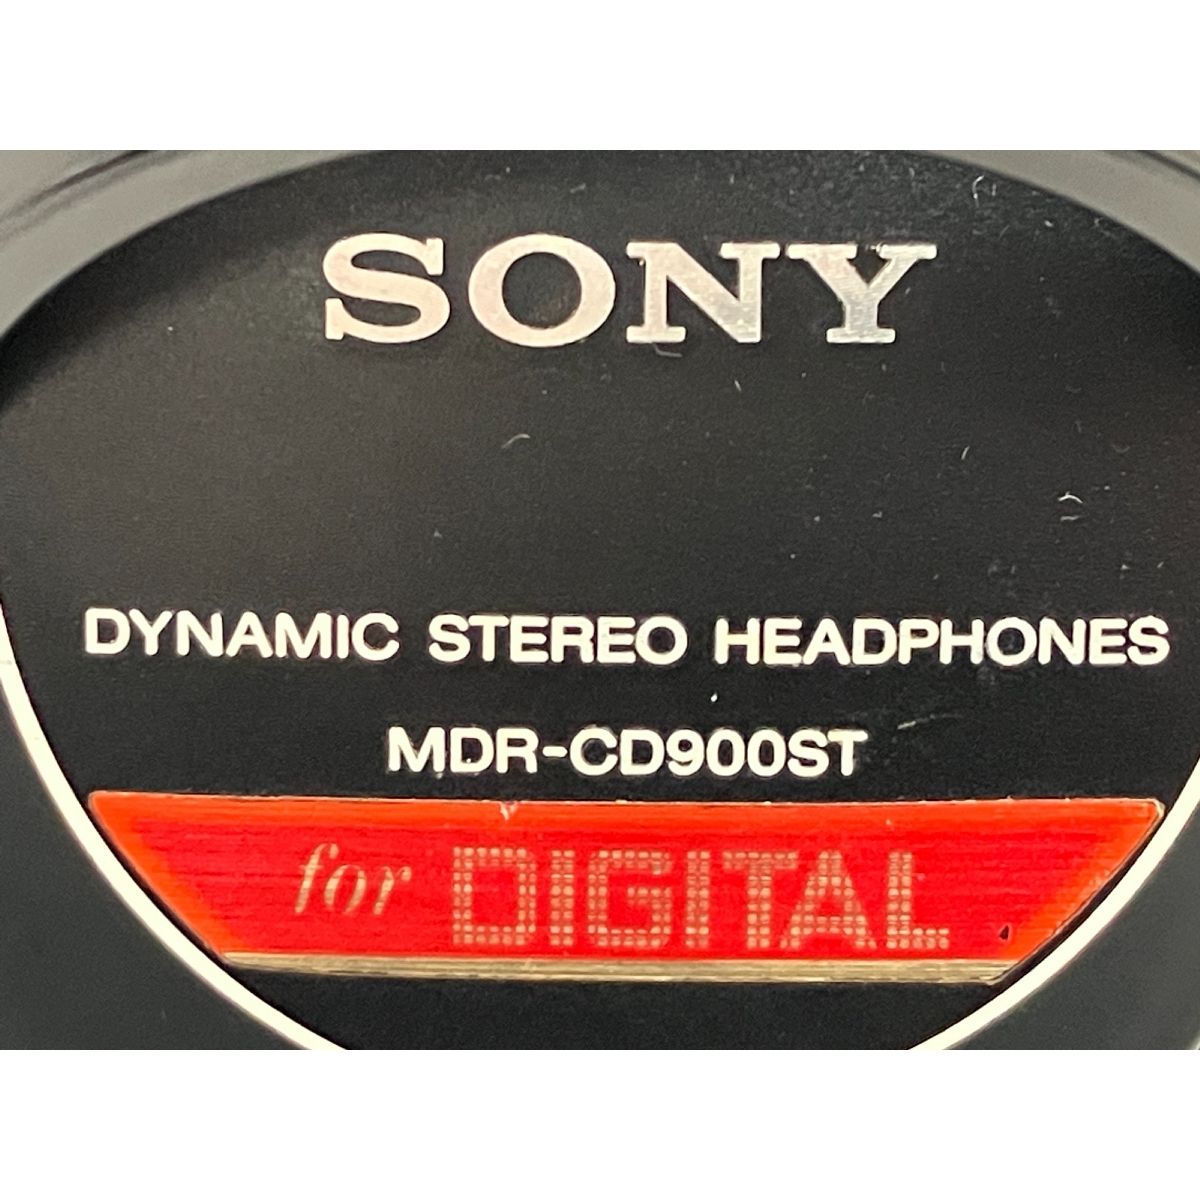 SONY
DYNAMIC STEREO HEADPHONES
MDR-CD900ST
for DIGITAL